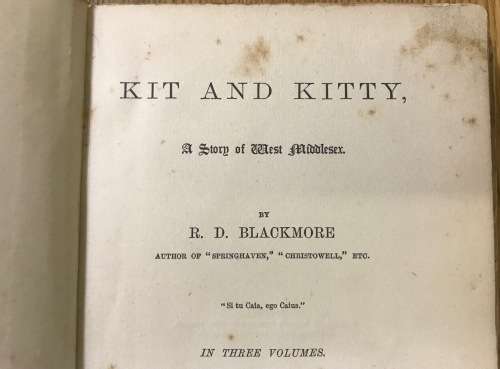 KIT AND KITTY,
A Story of West Middlesex.
BY
R. D. BLACKMORE
AUTHOR OF "SPRINGHAVEN," "CHRISTOWELL," ETC.
"Si tu Caia, ego Caius."
IN THREE VOLUMES.